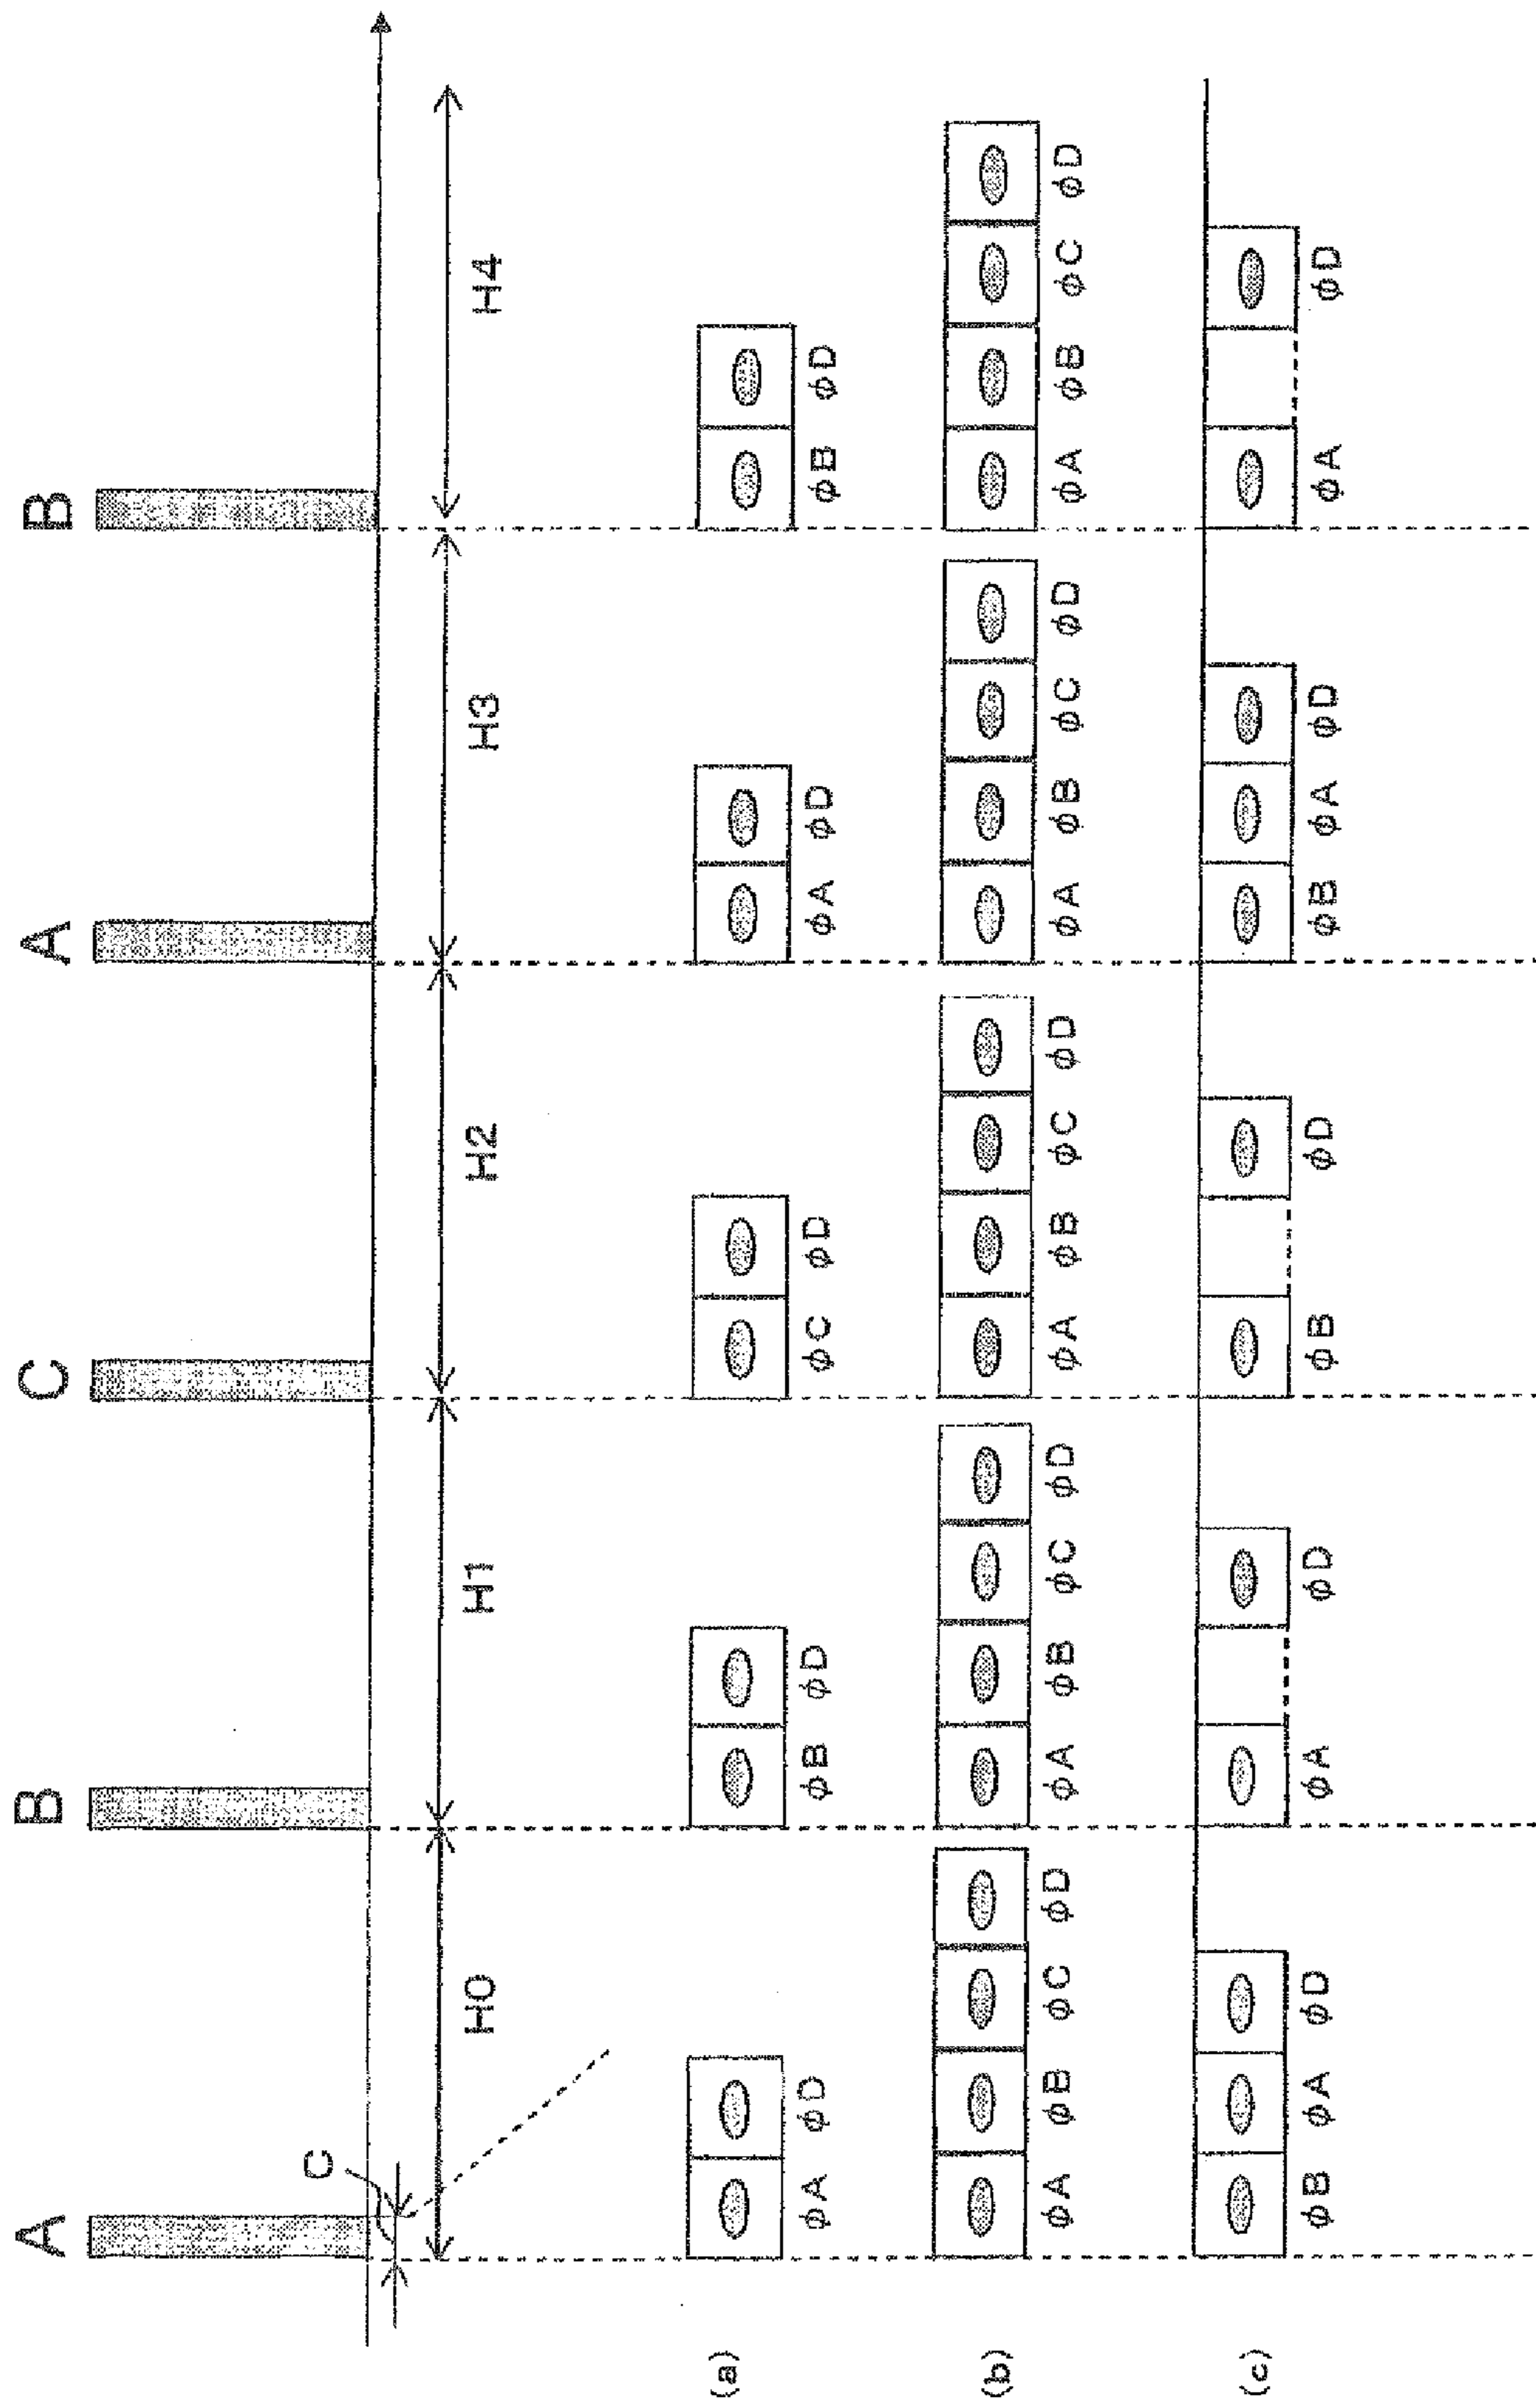 A B C A B
C
H0 H1 H2 H3 H4
(a) φA φD φB φD φC φD φA φD φB φD
(b) φA φB φC φD φA φB φC φD φA φB φC φD φA φB φC φD φA φB φC φD
(c) φB φA φD φA φD φB φD φB φA φD φA φD